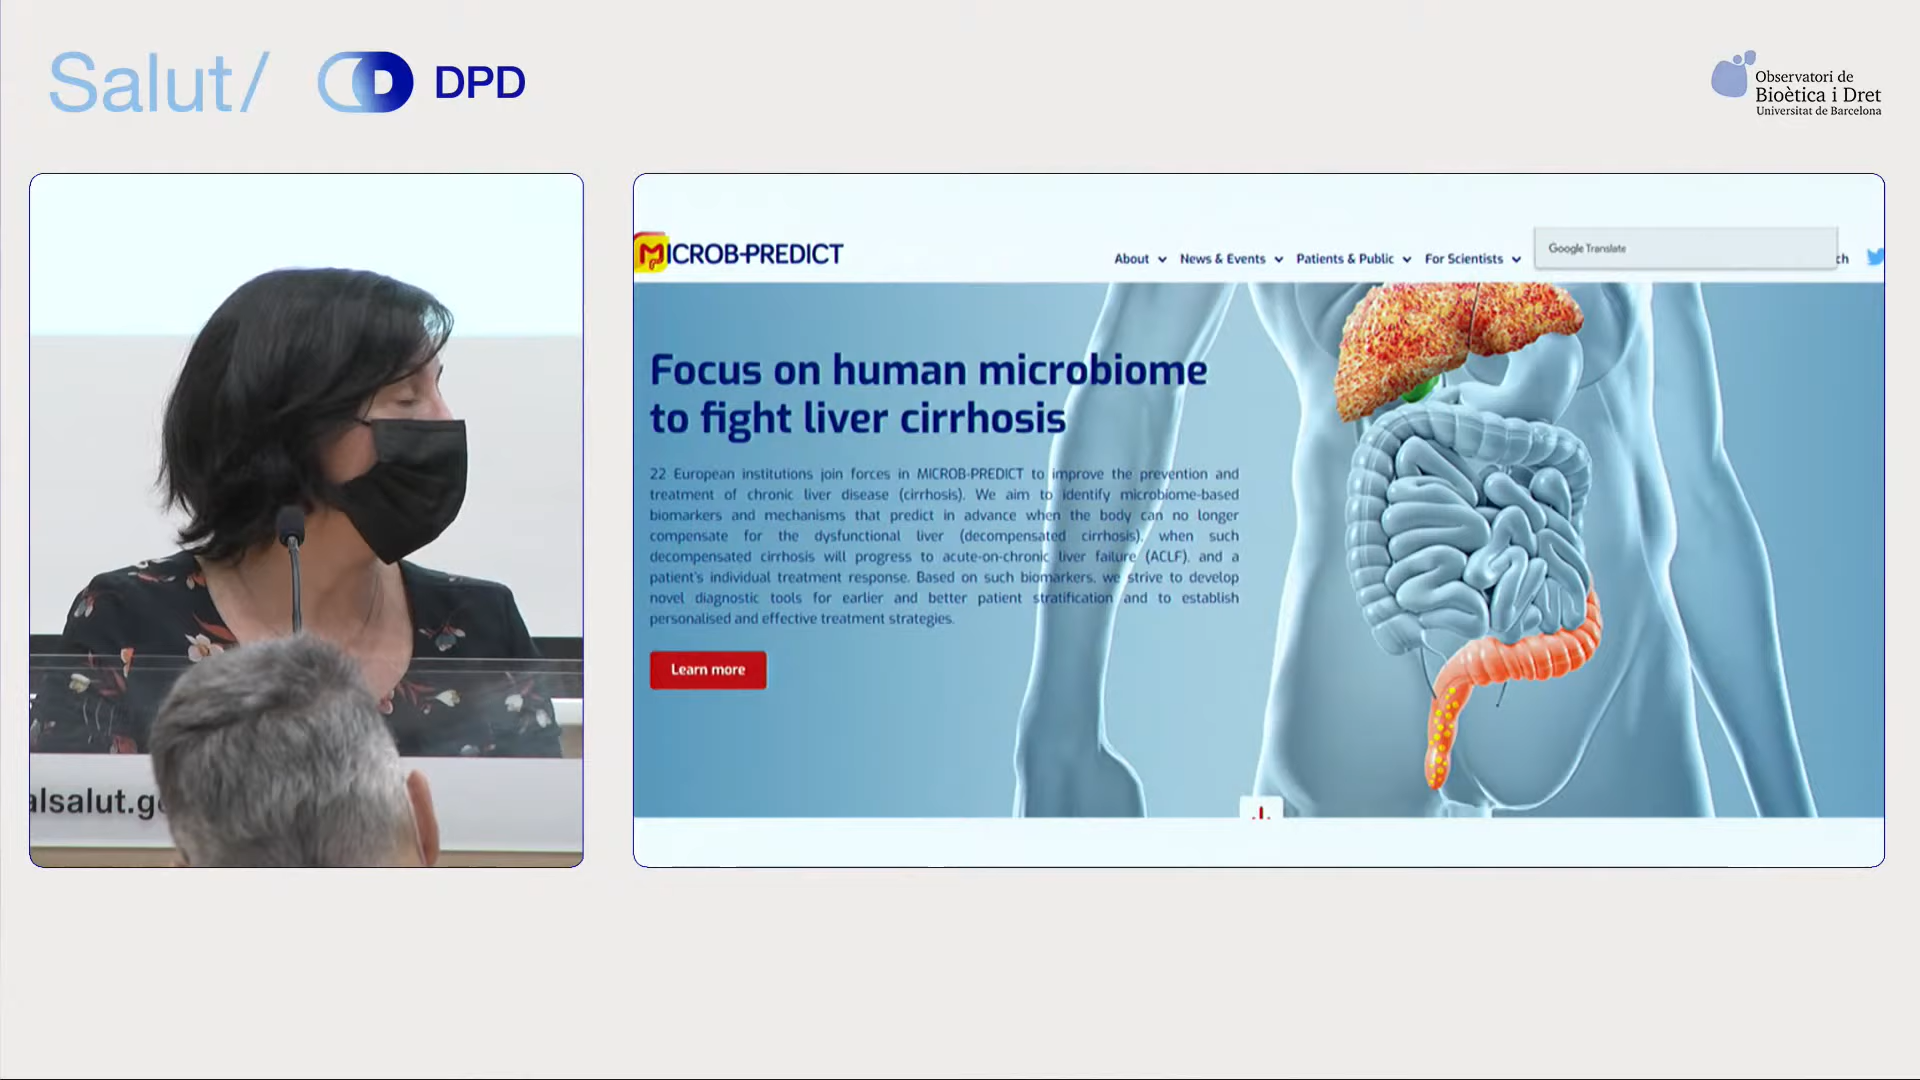 Salut/ DPD
Observatori de
Bioètica i Dret
Universitat de Barcelona
MICROB-PREDICT
About News & Events Patients & Public For Scientists Google Translate
Focus on human microbiome
to fight liver cirrhosis
22 European institutions join forces in MICROB-PREDICT to improve the prevention and
treatment of chronic liver disease (cirrhosis). We aim to identify microbiome-based
biomarkers and mechanisms that predict in advance when the body can no longer
compensate for the dysfunctional liver (decompensated cirrhosis), when such
decompensated cirrhosis will progress to acute-on-chronic liver failure (ACLF), and a
patient's individual treatment response. Based on such biomarkers, we strive to develop
novel diagnostic tools for earlier and better patient stratification and to establish
personalised and effective treatment strategies.
Learn more
alsalut.g